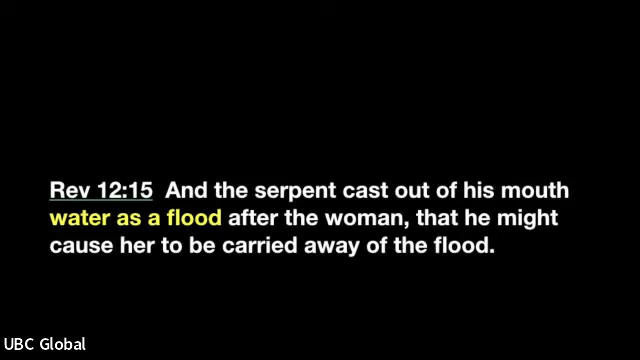 Rev 12:15  And the serpent cast out of his mouth
water as a flood after the woman, that he might
cause her to be carried away of the flood.
UBC Global